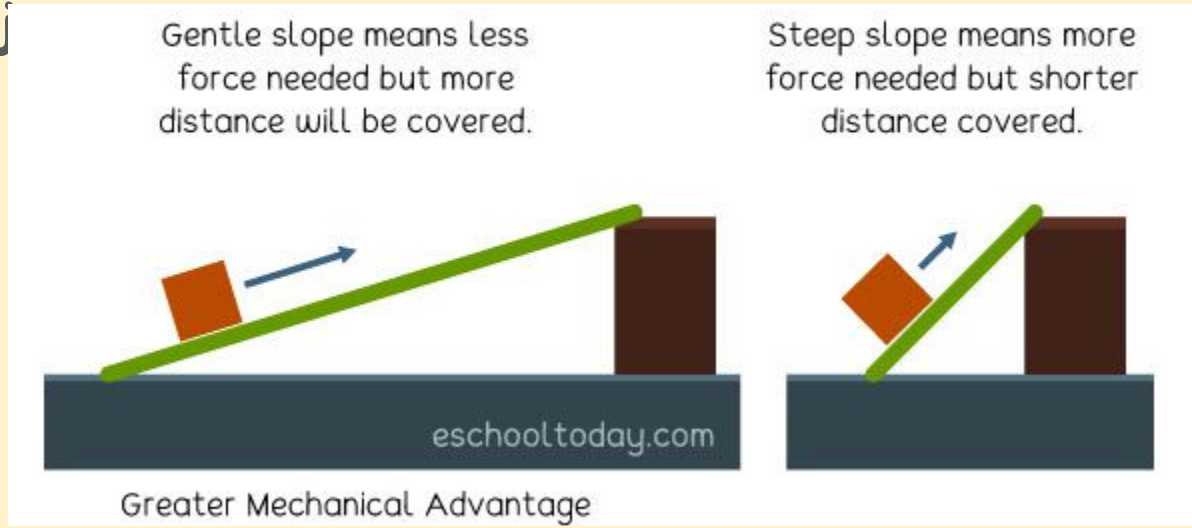 Gentle slope means less
force needed but more
distance will be covered.
Steep slope means more
force needed but shorter
distance covered.
eschooltoday.com
Greater Mechanical Advantage